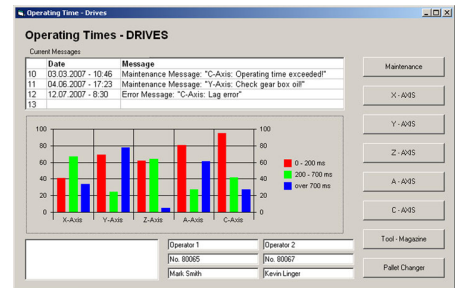 Operating Time - Drives
Operating Times - DRIVES
Current Messages
Date Message
10 03.03.2007 - 10:46 Maintenance Message: "C-Axis: Operating time exceeded!"
11 04.06.2007 - 17:23 Maintenance Message: "Y-Axis: Check gear box oil!"
12 12.07.2007 - 8:30 Error Message: "C-Axis: Lag error"
13
Maintenance
X - AXIS
Y - AXIS
Z - AXIS
A - AXIS
C - AXIS
Tool - Magazine
Pallet Changer
100 100
80 80
60 60
40 40
20 20
0 0
X-Axis Y-Axis Z-Axis A-Axis C-Axis
0 - 200 ms
200 - 700 ms
over 700 ms
Operator 1 Operator 2
No. 80065 No. 80067
Mark Smith Kevin Linger